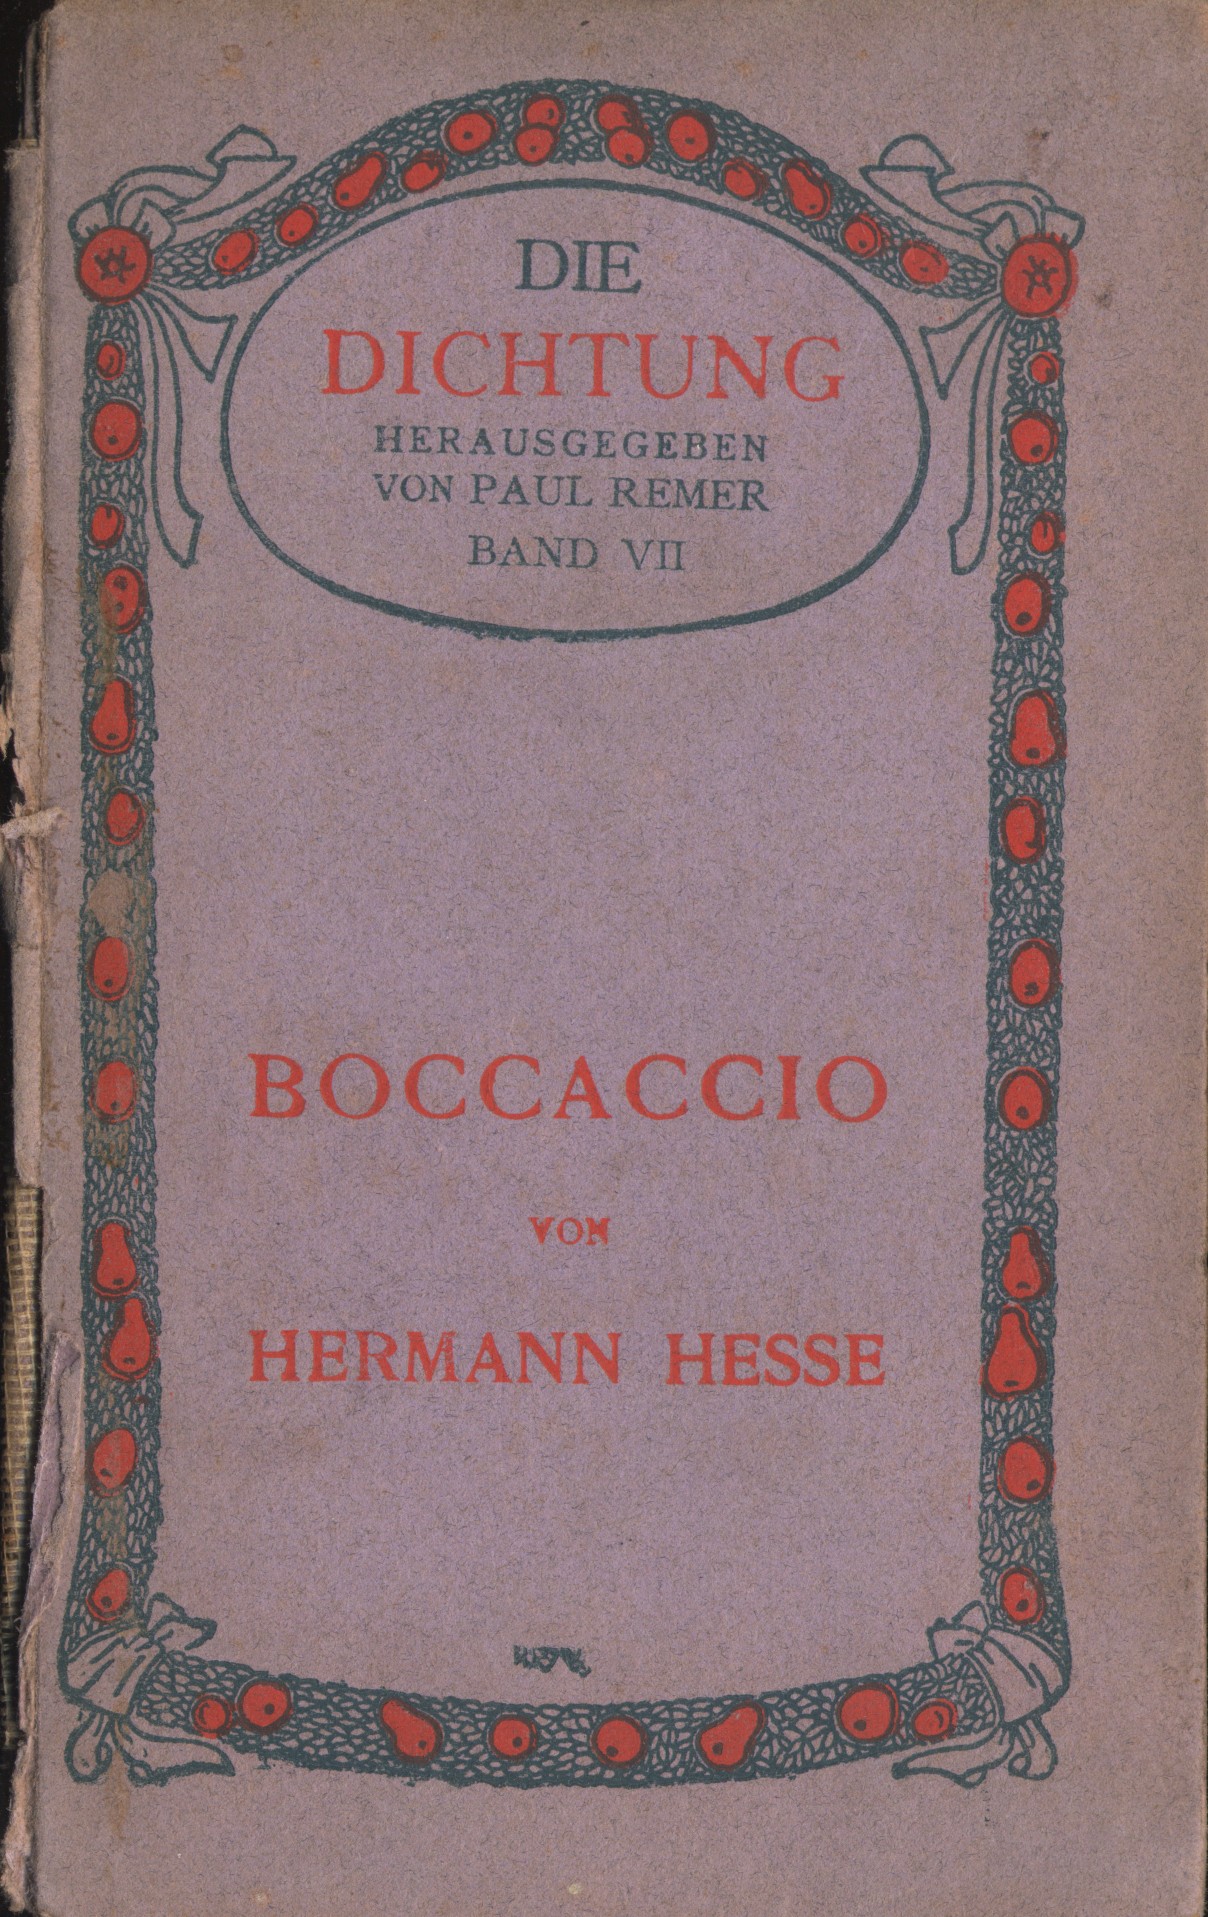 DIE
DICHTUNG
HERAUSGEGEBEN
VON PAUL REMER
BAND VII
BOCCACCIO
VON
HERMANN HESSE